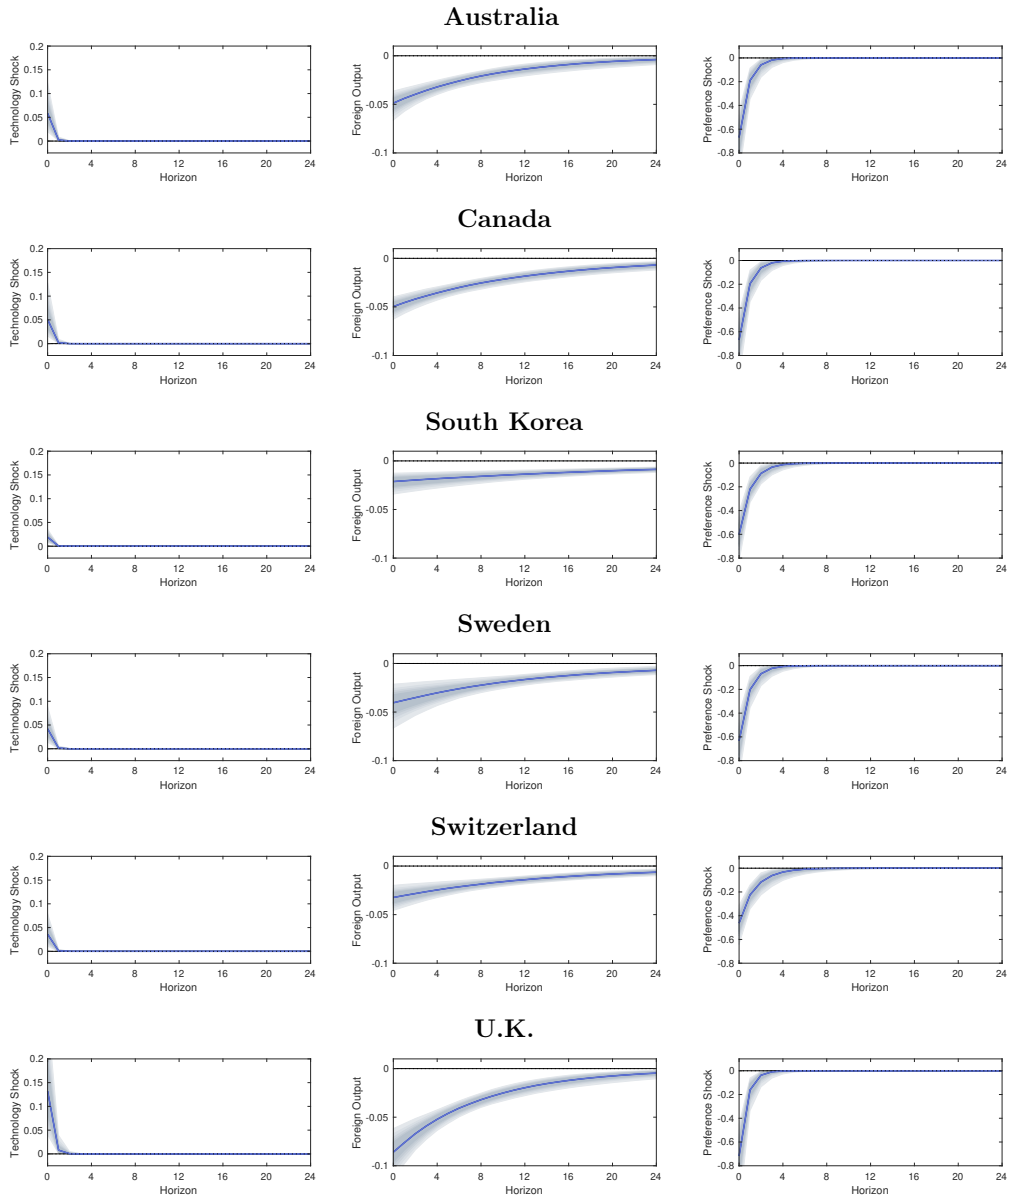 Australia
Technology Shock
0.2
0.15
0.1
0.05
0
0 4 8 12 16 20 24
Horizon
Foreign Output
0
-0.05
-0.1
0 4 8 12 16 20 24
Horizon
Preference Shock
0
-0.2
-0.4
-0.6
-0.8
0 4 8 12 16 20 24
Horizon
Canada
Technology Shock
0.2
0.15
0.1
0.05
0
0 4 8 12 16 20 24
Horizon
Foreign Output
0
-0.05
-0.1
0 4 8 12 16 20 24
Horizon
Preference Shock
0
-0.2
-0.4
-0.6
-0.8
0 4 8 12 16 20 24
Horizon
South Korea
Technology Shock
0.2
0.15
0.1
0.05
0
0 4 8 12 16 20 24
Horizon
Foreign Output
0
-0.05
-0.1
0 4 8 12 16 20 24
Horizon
Preference Shock
0
-0.2
-0.4
-0.6
-0.8
0 4 8 12 16 20 24
Horizon
Sweden
Technology Shock
0.2
0.15
0.1
0.05
0
0 4 8 12 16 20 24
Horizon
Foreign Output
0
-0.05
-0.1
0 4 8 12 16 20 24
Horizon
Preference Shock
0
-0.2
-0.4
-0.6
-0.8
0 4 8 12 16 20 24
Horizon
Switzerland
Technology Shock
0.2
0.15
0.1
0.05
0
0 4 8 12 16 20 24
Horizon
Foreign Output
0
-0.05
-0.1
0 4 8 12 16 20 24
Horizon
Preference Shock
0
-0.2
-0.4
-0.6
-0.8
0 4 8 12 16 20 24
Horizon
U.K.
Technology Shock
0.2
0.15
0.1
0.05
0
0 4 8 12 16 20 24
Horizon
Foreign Output
0
-0.05
-0.1
0 4 8 12 16 20 24
Horizon
Preference Shock
0
-0.2
-0.4
-0.6
-0.8
0 4 8 12 16 20 24
Horizon